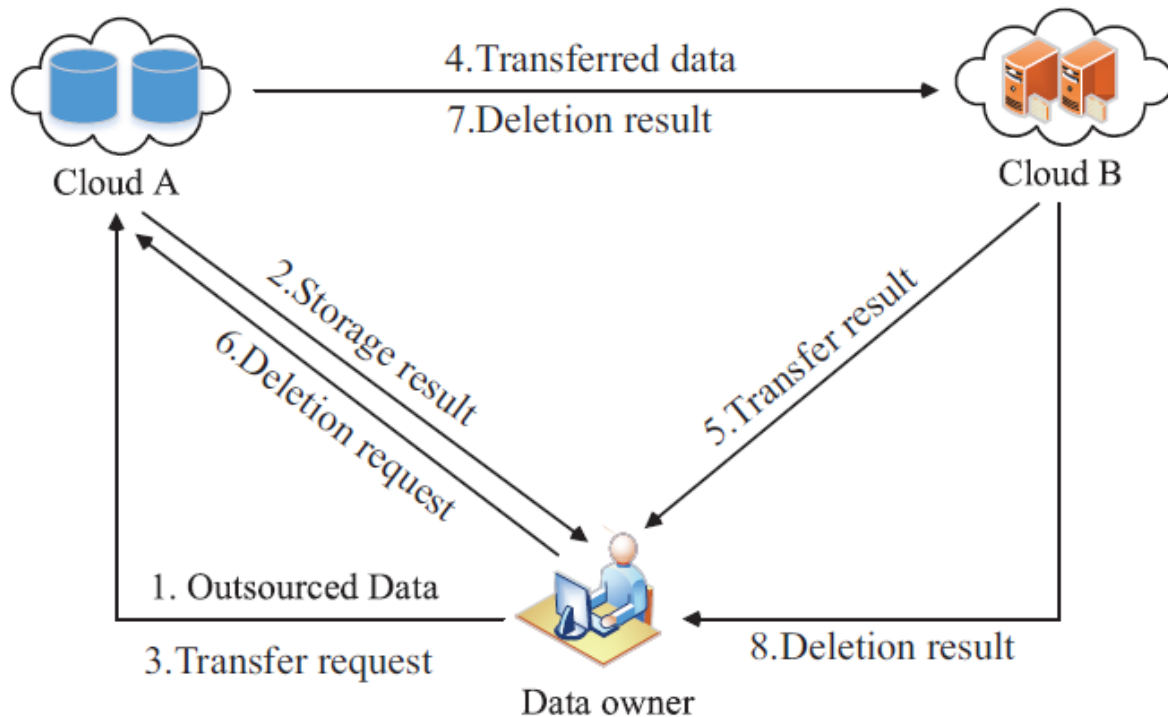 4.Transferred data
7.Deletion result
Cloud A
Cloud B
2.Storage result
6.Deletion request
5.Transfer result
1. Outsourced Data
3.Transfer request
8.Deletion result
Data owner